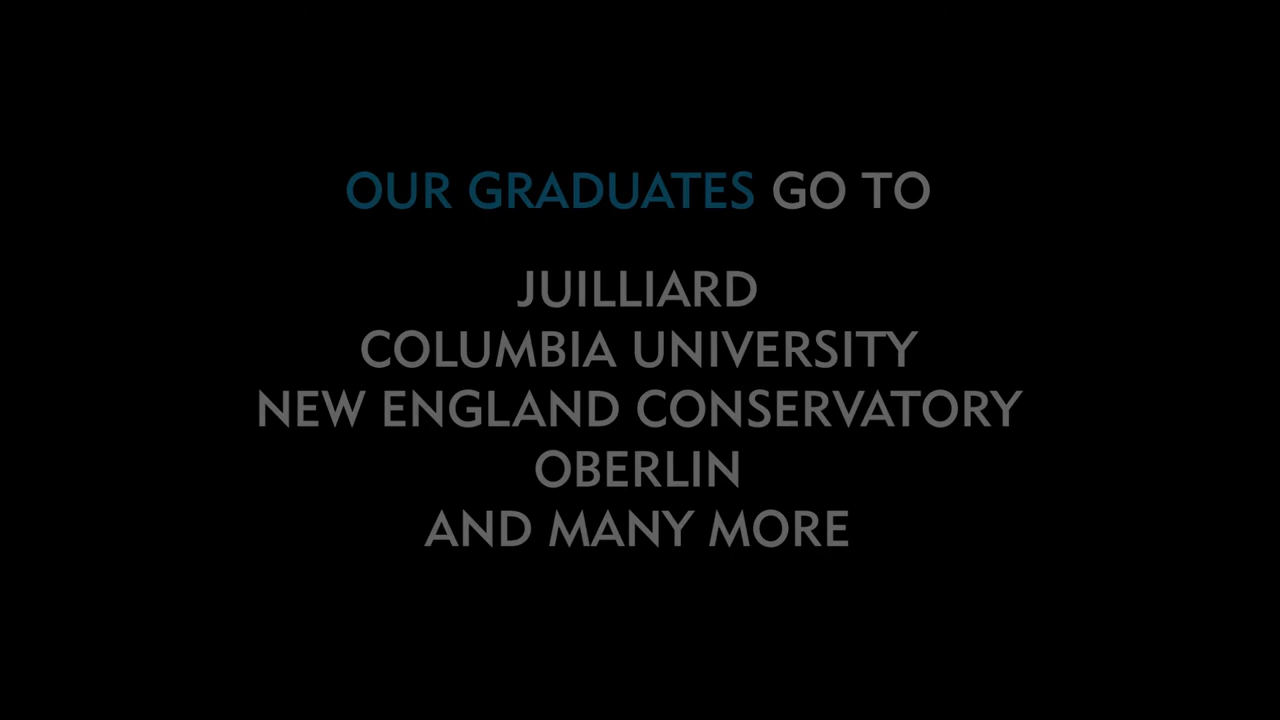 OUR GRADUATES GO TO
JUILLIARD
COLUMBIA UNIVERSITY
NEW ENGLAND CONSERVATORY
OBERLIN
AND MANY MORE